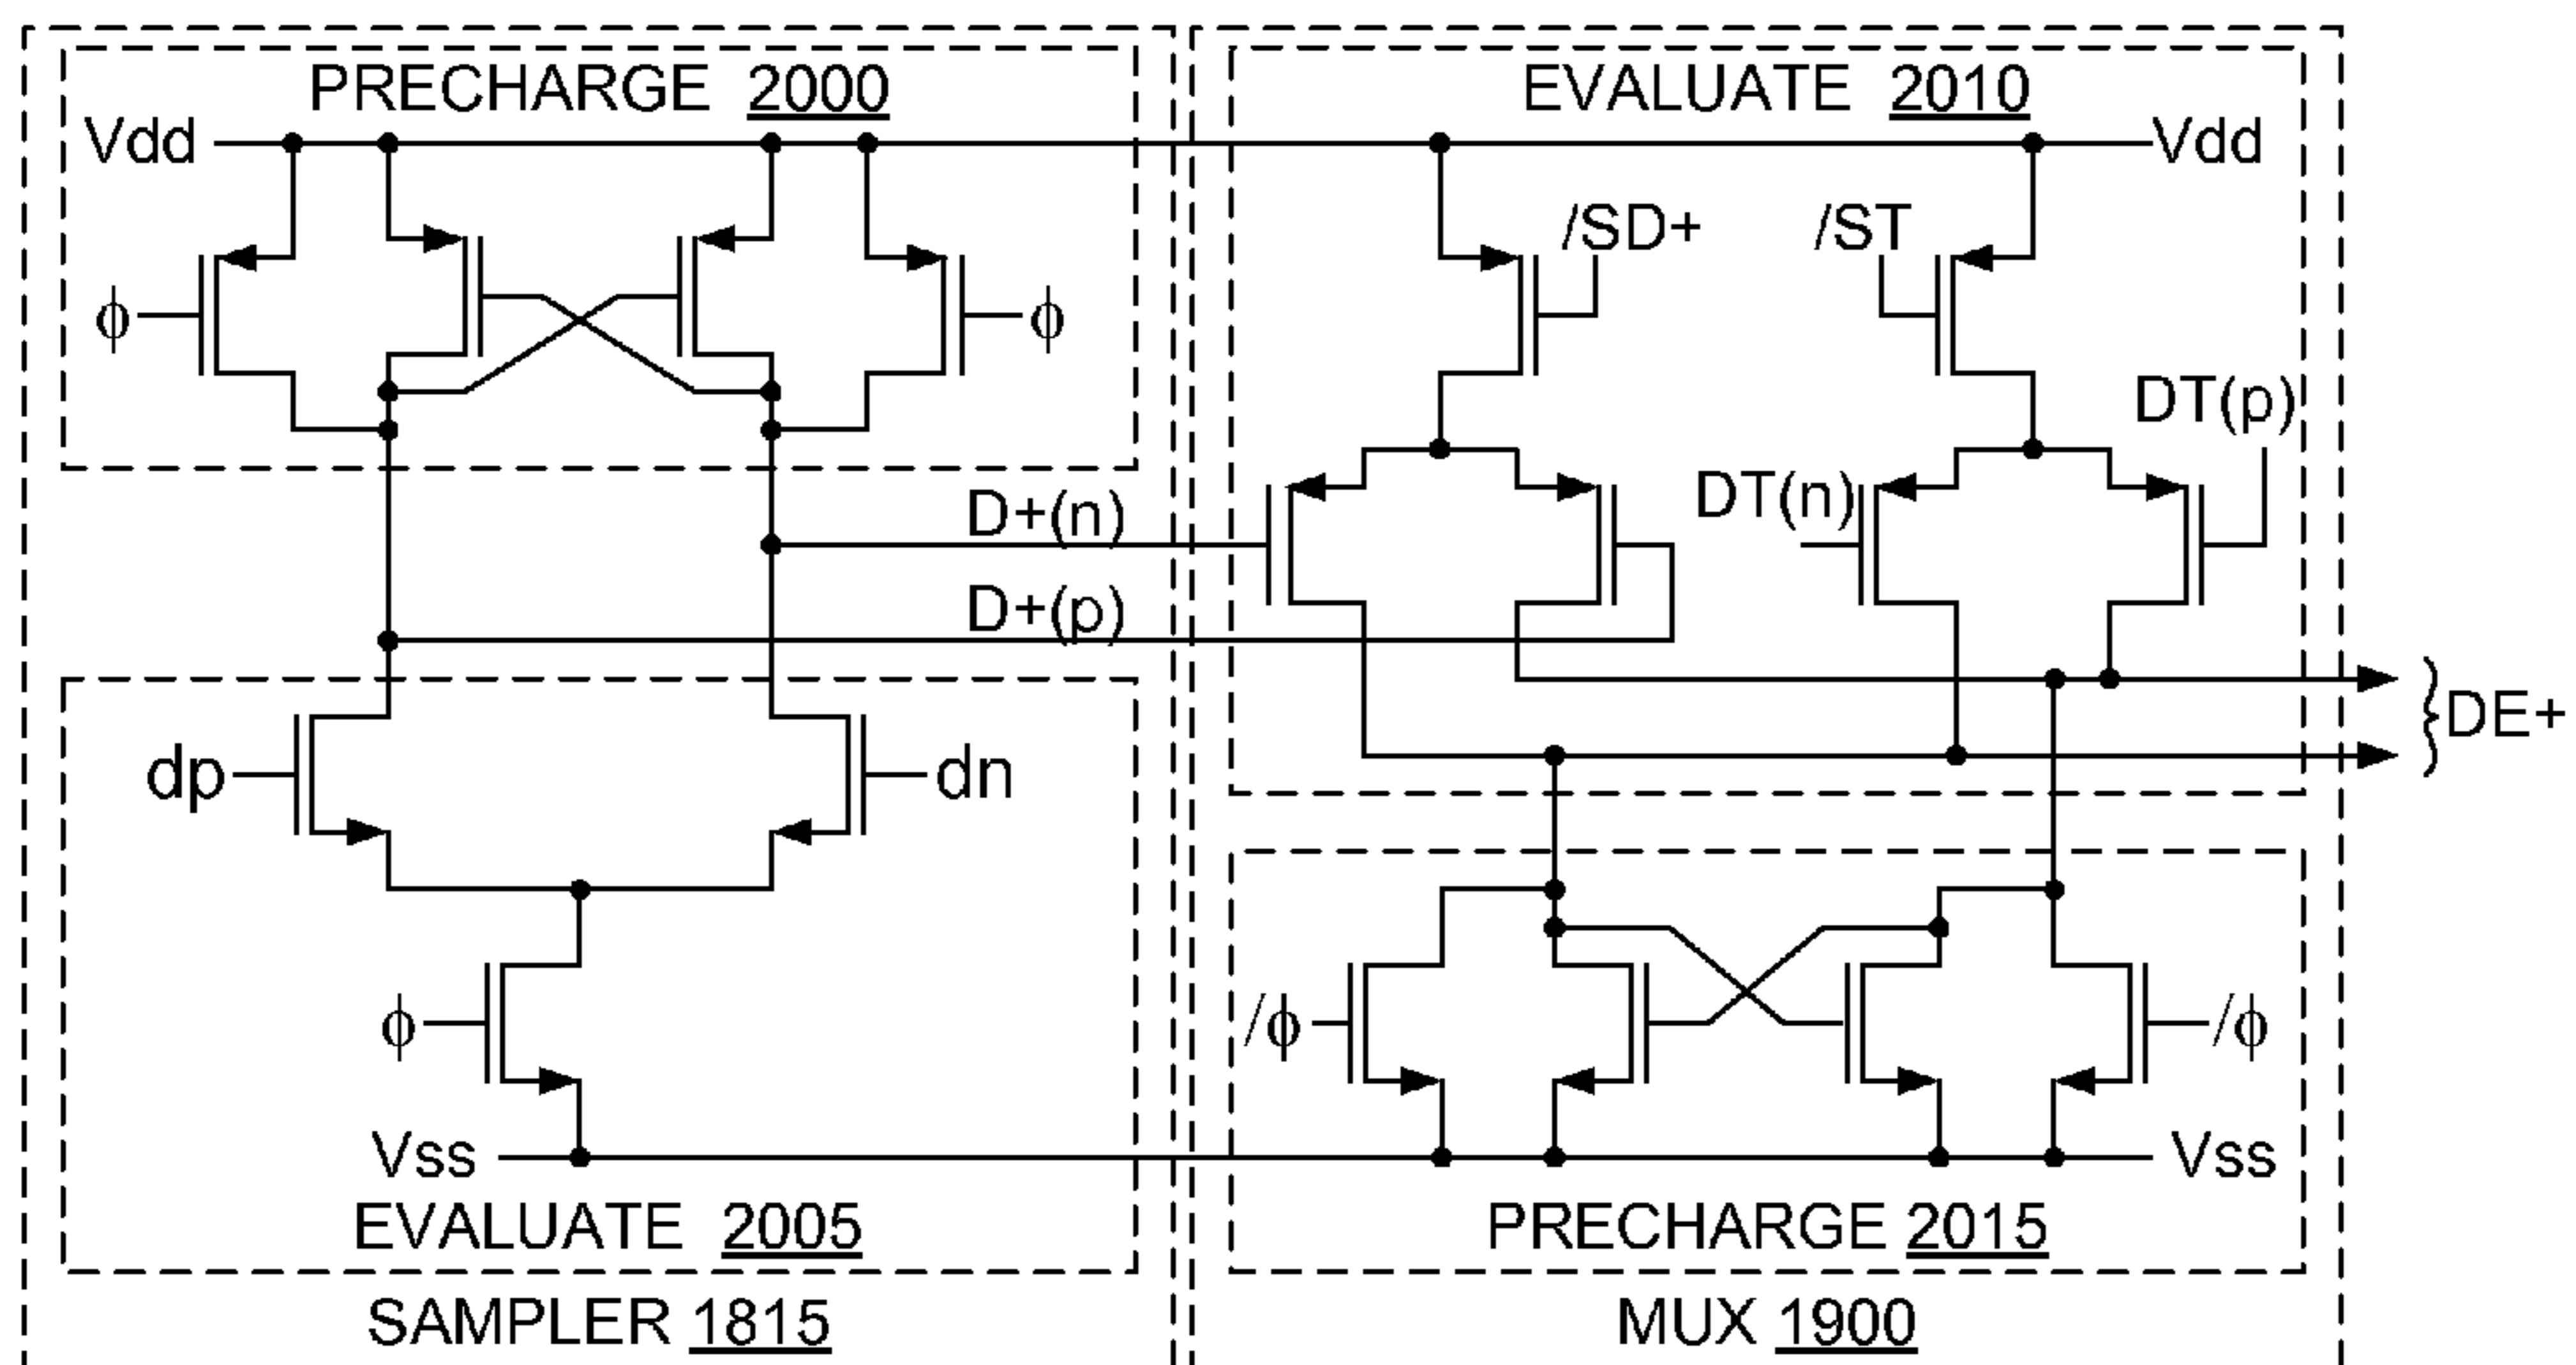 PRECHARGE 2000
EVALUATE 2010
Vdd
Vdd
/SD+
/ST
ϕ
ϕ
DT(p)
DT(n)
D+(n)
D+(p)
DE+
dp
dn
ϕ
/ϕ
/ϕ
Vss
Vss
EVALUATE 2005
PRECHARGE 2015
SAMPLER 1815
MUX 1900